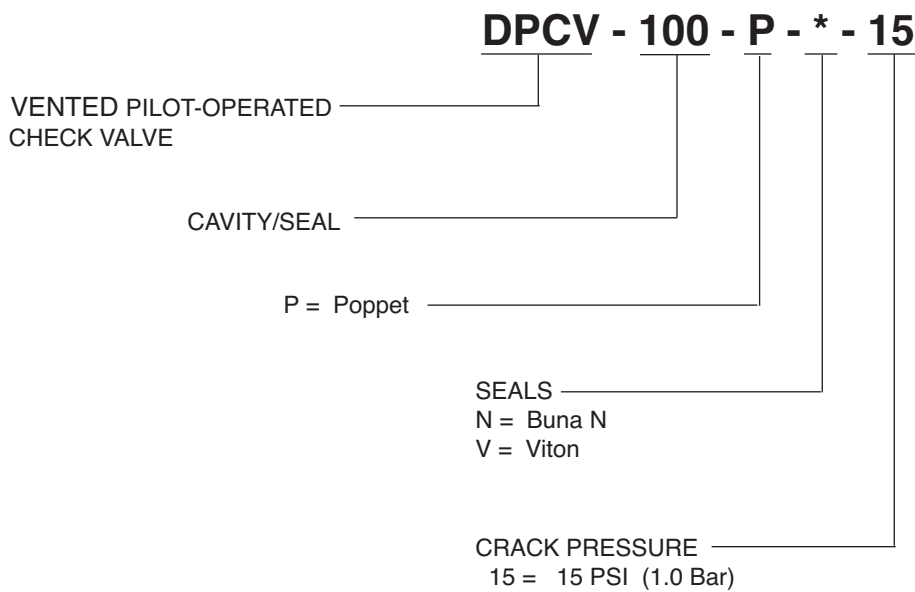 DPCV - 100 - P - * - 15
VENTED PILOT-OPERATED
CHECK VALVE
CAVITY/SEAL
P = Poppet
SEALS
N = Buna N
V = Viton
CRACK PRESSURE
15 = 15 PSI (1.0 Bar)